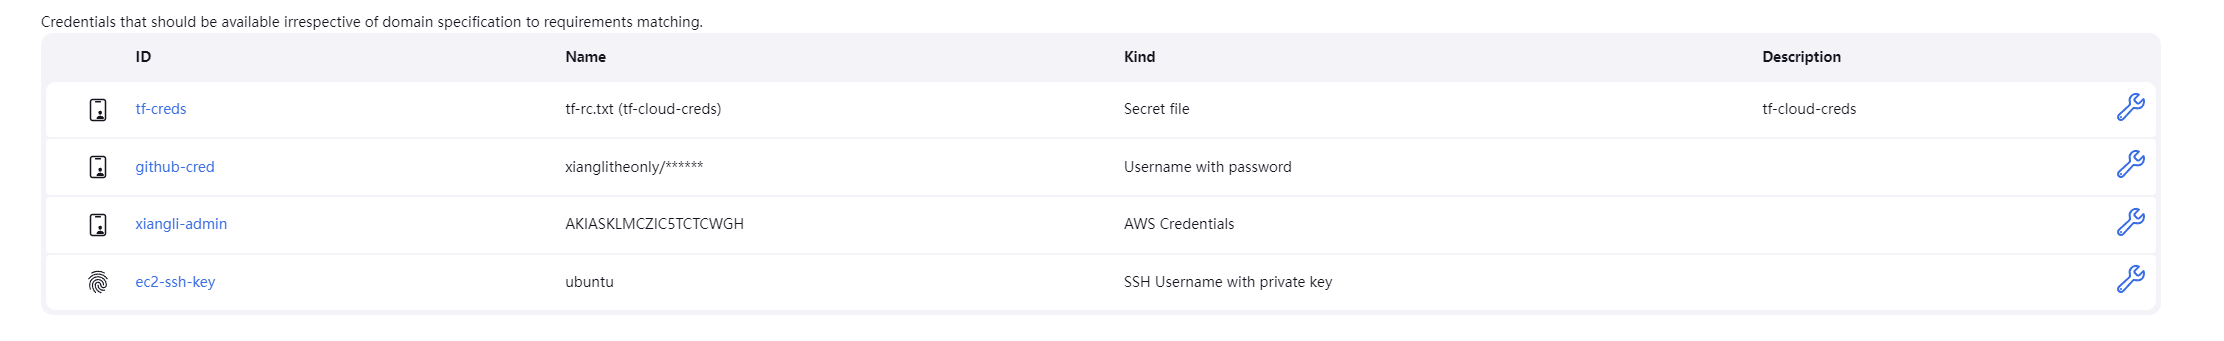 Credentials that should be available irrespective of domain specification to requirements matching.
ID Name Kind Description
tf-creds tf-rc.txt (tf-cloud-creds) Secret file tf-cloud-creds
github-cred xianglitheonly/****** Username with password
xiangli-admin AKIASKLMCZIC5TCTCWGH AWS Credentials
ec2-ssh-key ubuntu SSH Username with private key